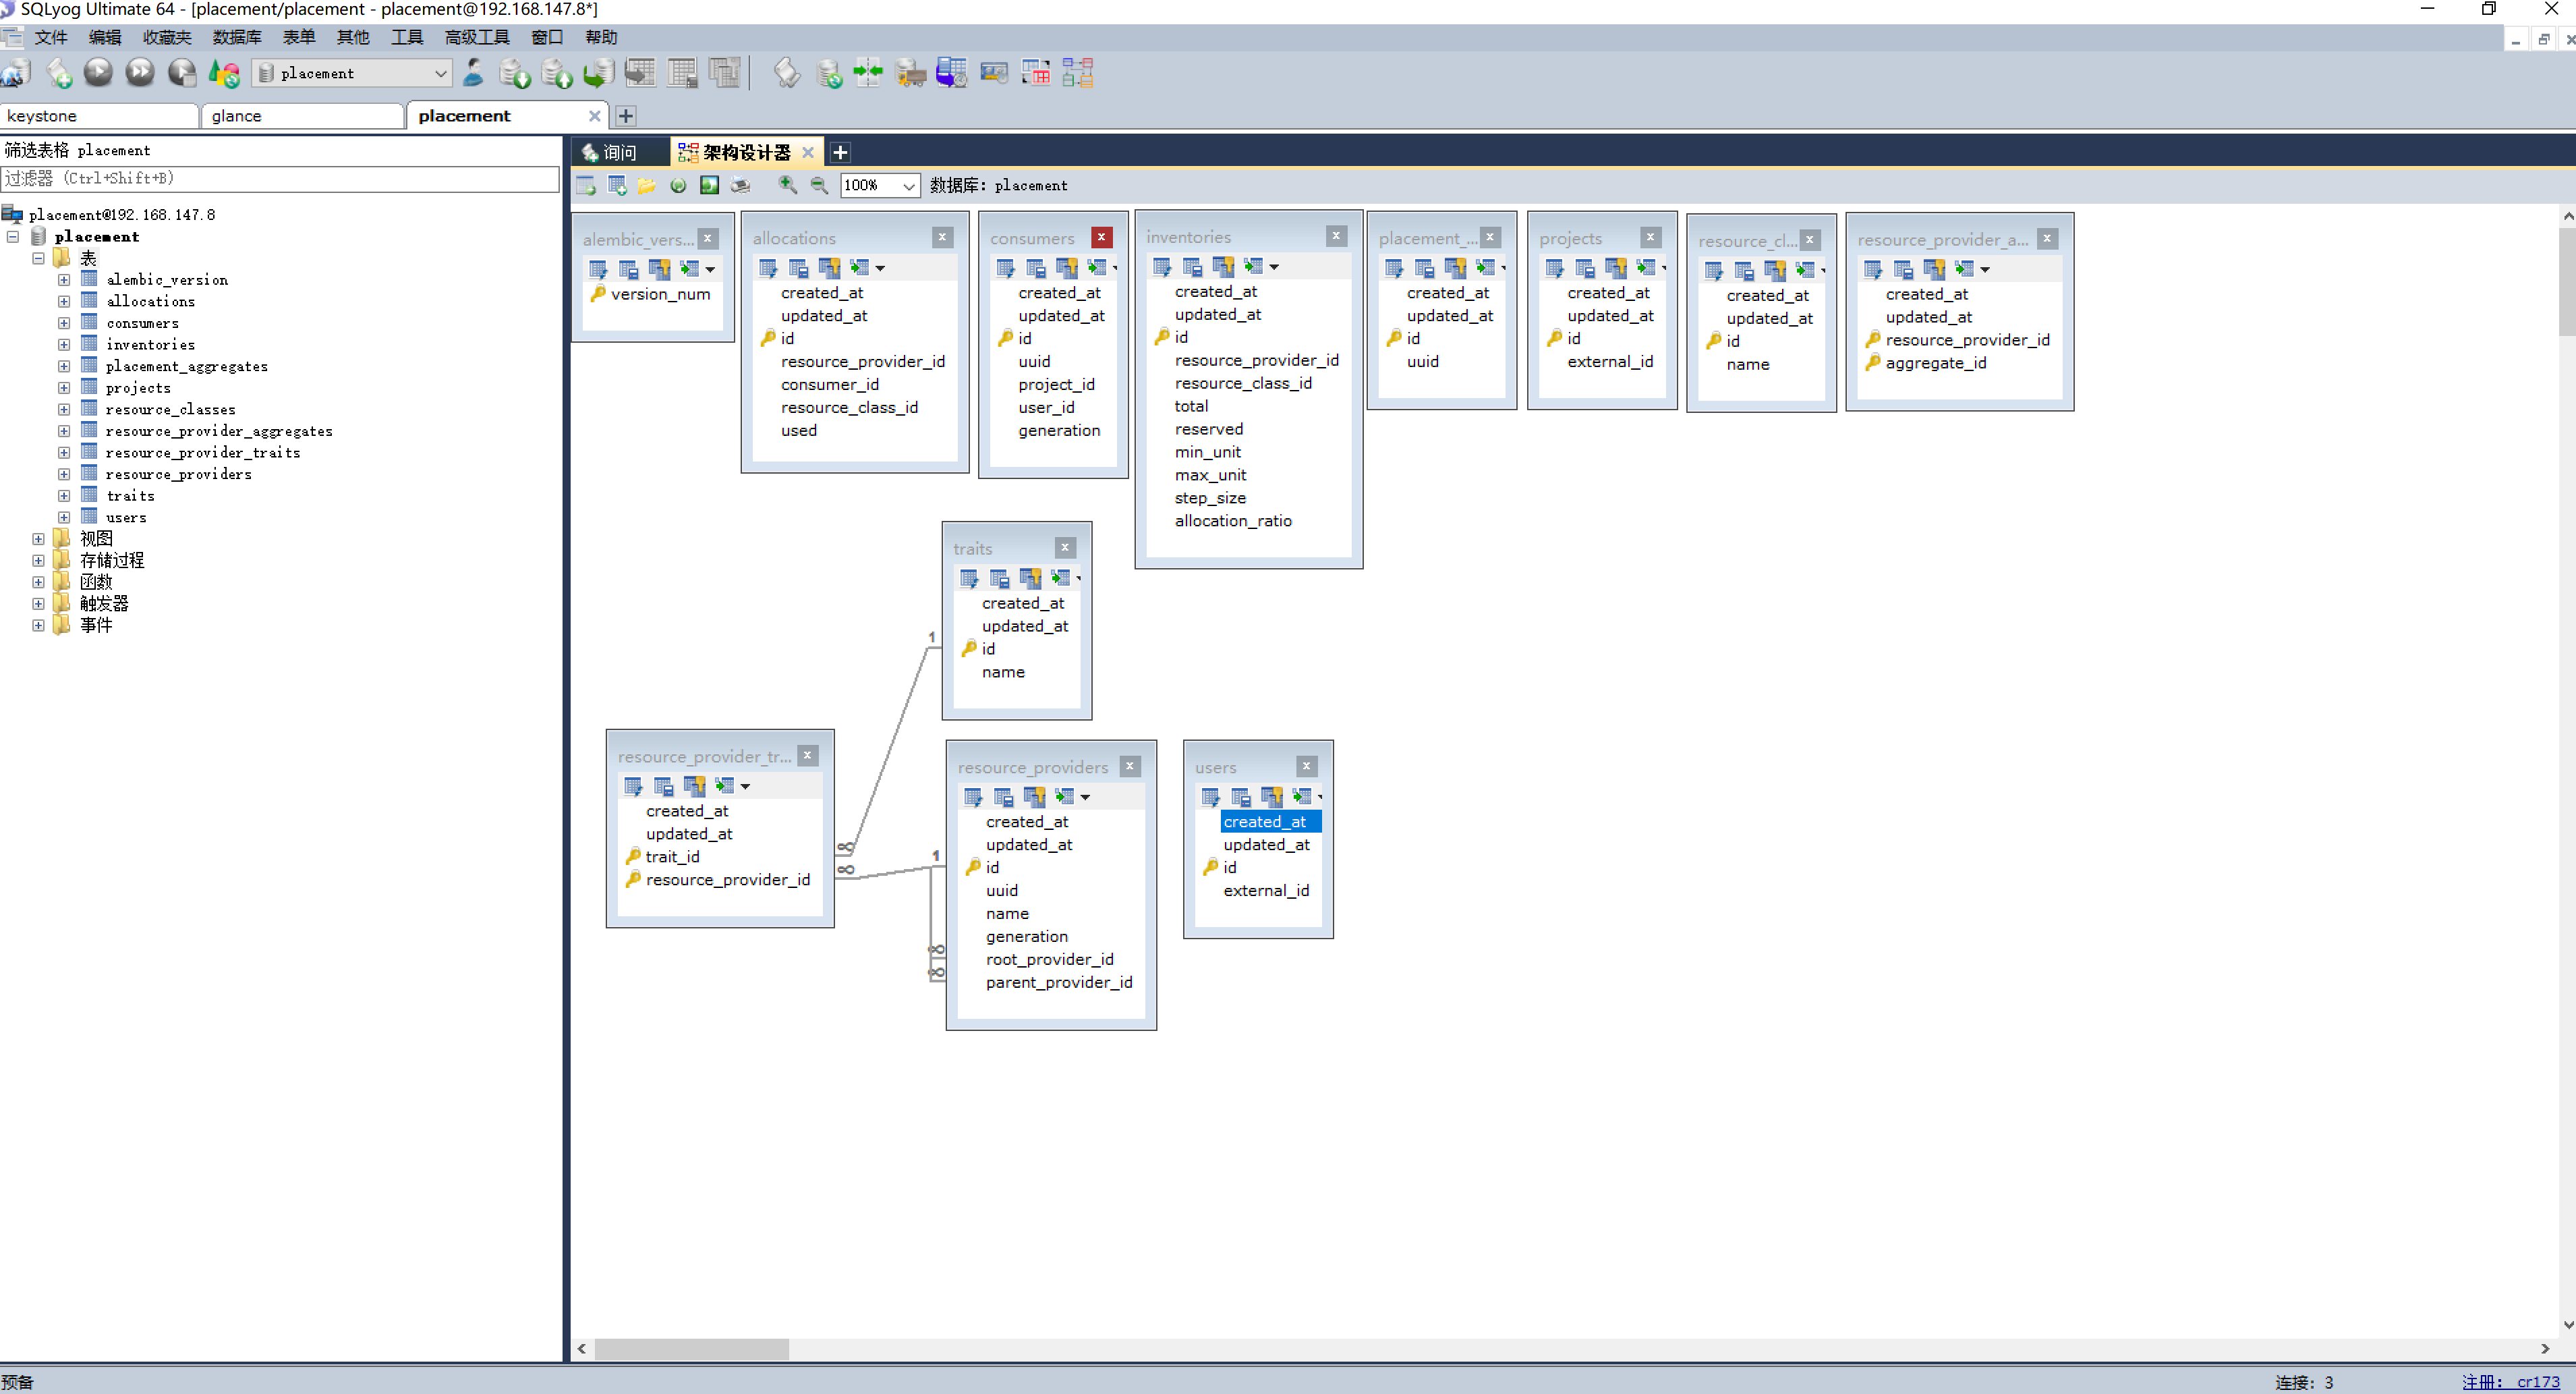 SQLyog Ultimate 64 - [placement/placement - placement@192.168.147.8*]
文件 编辑 收藏夹 数据库 表单 其他 工具 高级工具 窗口 帮助
placement
keystone glance placement
筛选表格 placement
过滤器 (Ctrl+Shift+B)
placement@192.168.147.8
placement
表
alembic_version
allocations
consumers
inventories
placement_aggregates
projects
resource_classes
resource_provider_aggregates
resource_provider_traits
resource_providers
traits
users
视图
存储过程
函数
触发器
事件
询问 架构设计器
100% 数据库: placement
alembic_vers...
version_num
allocations
created_at
updated_at
id
resource_provider_id
consumer_id
resource_class_id
used
consumers
created_at
updated_at
id
uuid
project_id
user_id
generation
inventories
created_at
updated_at
id
resource_provider_id
resource_class_id
total
reserved
min_unit
max_unit
step_size
allocation_ratio
placement_...
created_at
updated_at
id
uuid
projects
created_at
updated_at
id
external_id
resource_cl...
created_at
updated_at
id
name
resource_provider_a...
created_at
updated_at
resource_provider_id
aggregate_id
traits
created_at
updated_at
id
name
1
resource_provider_tr...
created_at
updated_at
trait_id
resource_provider_id
∞
∞
1
resource_providers
created_at
updated_at
id
uuid
name
generation
root_provider_id
parent_provider_id
∞
∞
users
created_at
updated_at
id
external_id
预备 连接: 3 注册: cr173